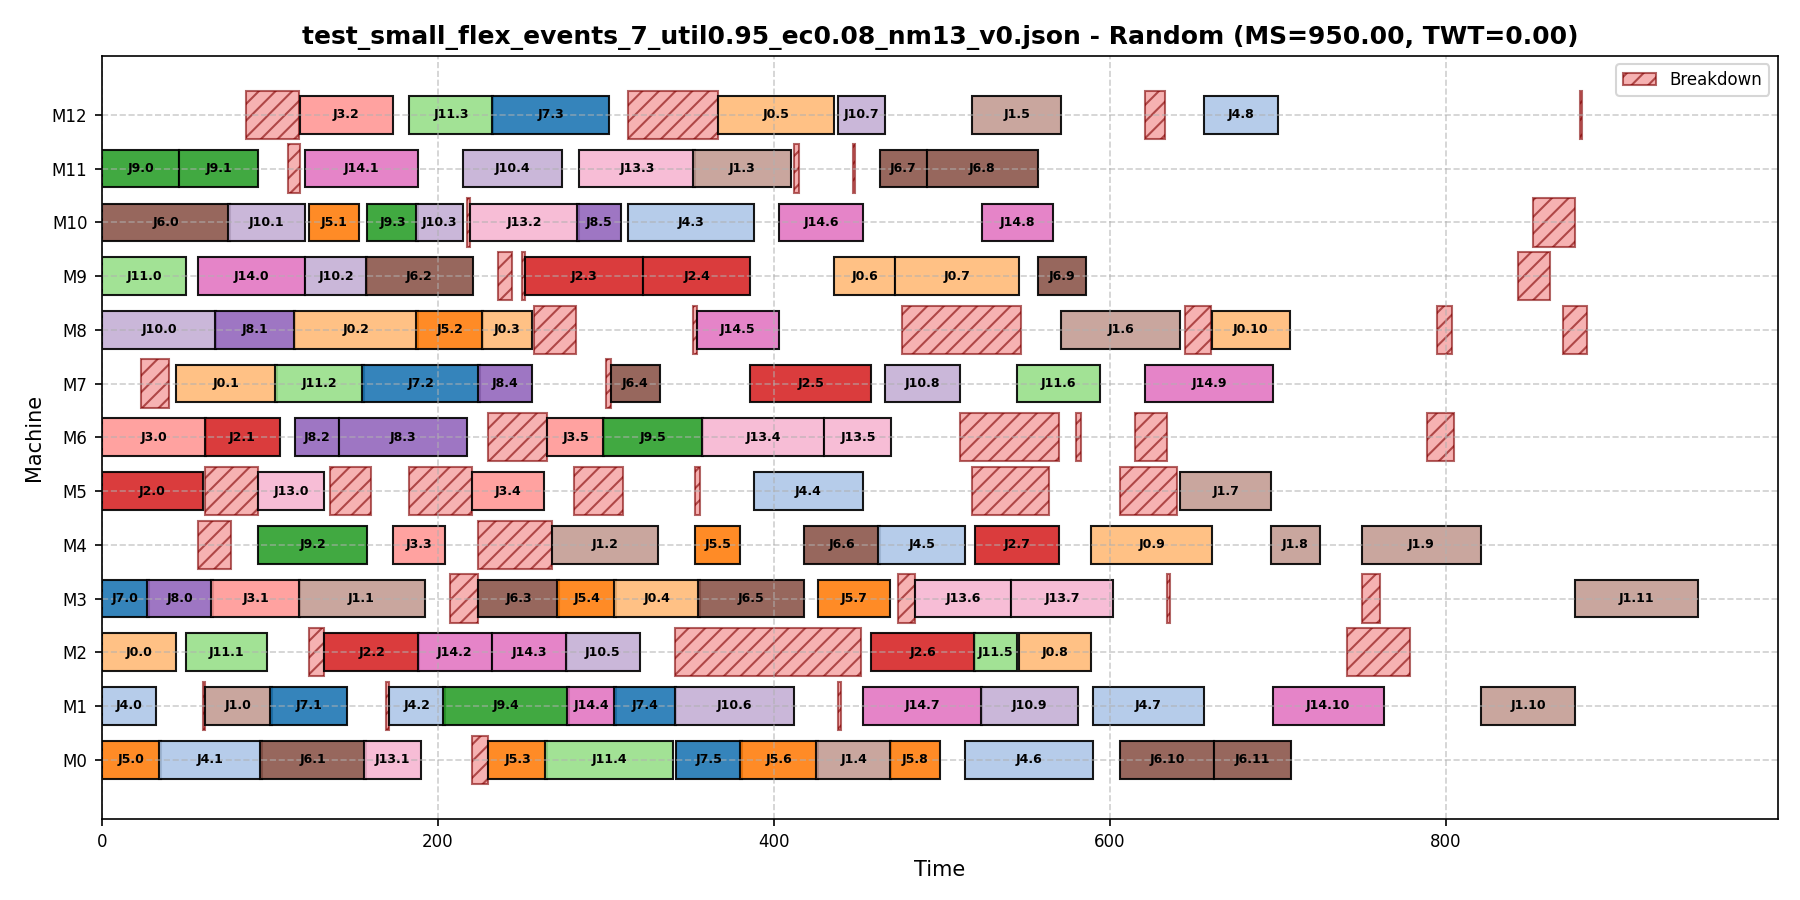 test_small_flex_events_7_util0.95_ec0.08_nm13_v0.json - Random (MS=950.00, TWT=0.00)
Breakdown
M12 J3.2 J11.3 J7.3 J0.5 J10.7 J1.5 J4.8
M11 J9.0 J9.1 J14.1 J10.4 J13.3 J1.3 J6.7 J6.8
M10 J6.0 J10.1 J5.1 J9.3 J10.3 J13.2 J8.5 J4.3 J14.6 J14.8
M9 J11.0 J14.0 J10.2 J6.2 J2.3 J2.4 J0.6 J0.7 J6.9
M8 J10.0 J8.1 J0.2 J5.2 J0.3 J14.5 J1.6 J0.10
M7 J0.1 J11.2 J7.2 J8.4 J6.4 J2.5 J10.8 J11.6 J14.9
M6 J3.0 J2.1 J8.2 J8.3 J3.5 J9.5 J13.4 J13.5
M5 J2.0 J13.0 J3.4 J4.4 J1.7
M4 J9.2 J3.3 J1.2 J5.5 J6.6 J4.5 J2.7 J0.9 J1.8 J1.9
M3 J7.0 J8.0 J3.1 J1.1 J6.3 J5.4 J0.4 J6.5 J5.7 J13.6 J13.7 J1.11
M2 J0.0 J11.1 J2.2 J14.2 J14.3 J10.5 J2.6 J11.5 J0.8
M1 J4.0 J1.0 J7.1 J4.2 J9.4 J14.4 J7.4 J10.6 J14.7 J10.9 J4.7 J14.10 J1.10
M0 J5.0 J4.1 J6.1 J13.1 J5.3 J11.4 J7.5 J5.6 J1.4 J5.8 J4.6 J6.10 J6.11
Machine
0 200 400 600 800
Time